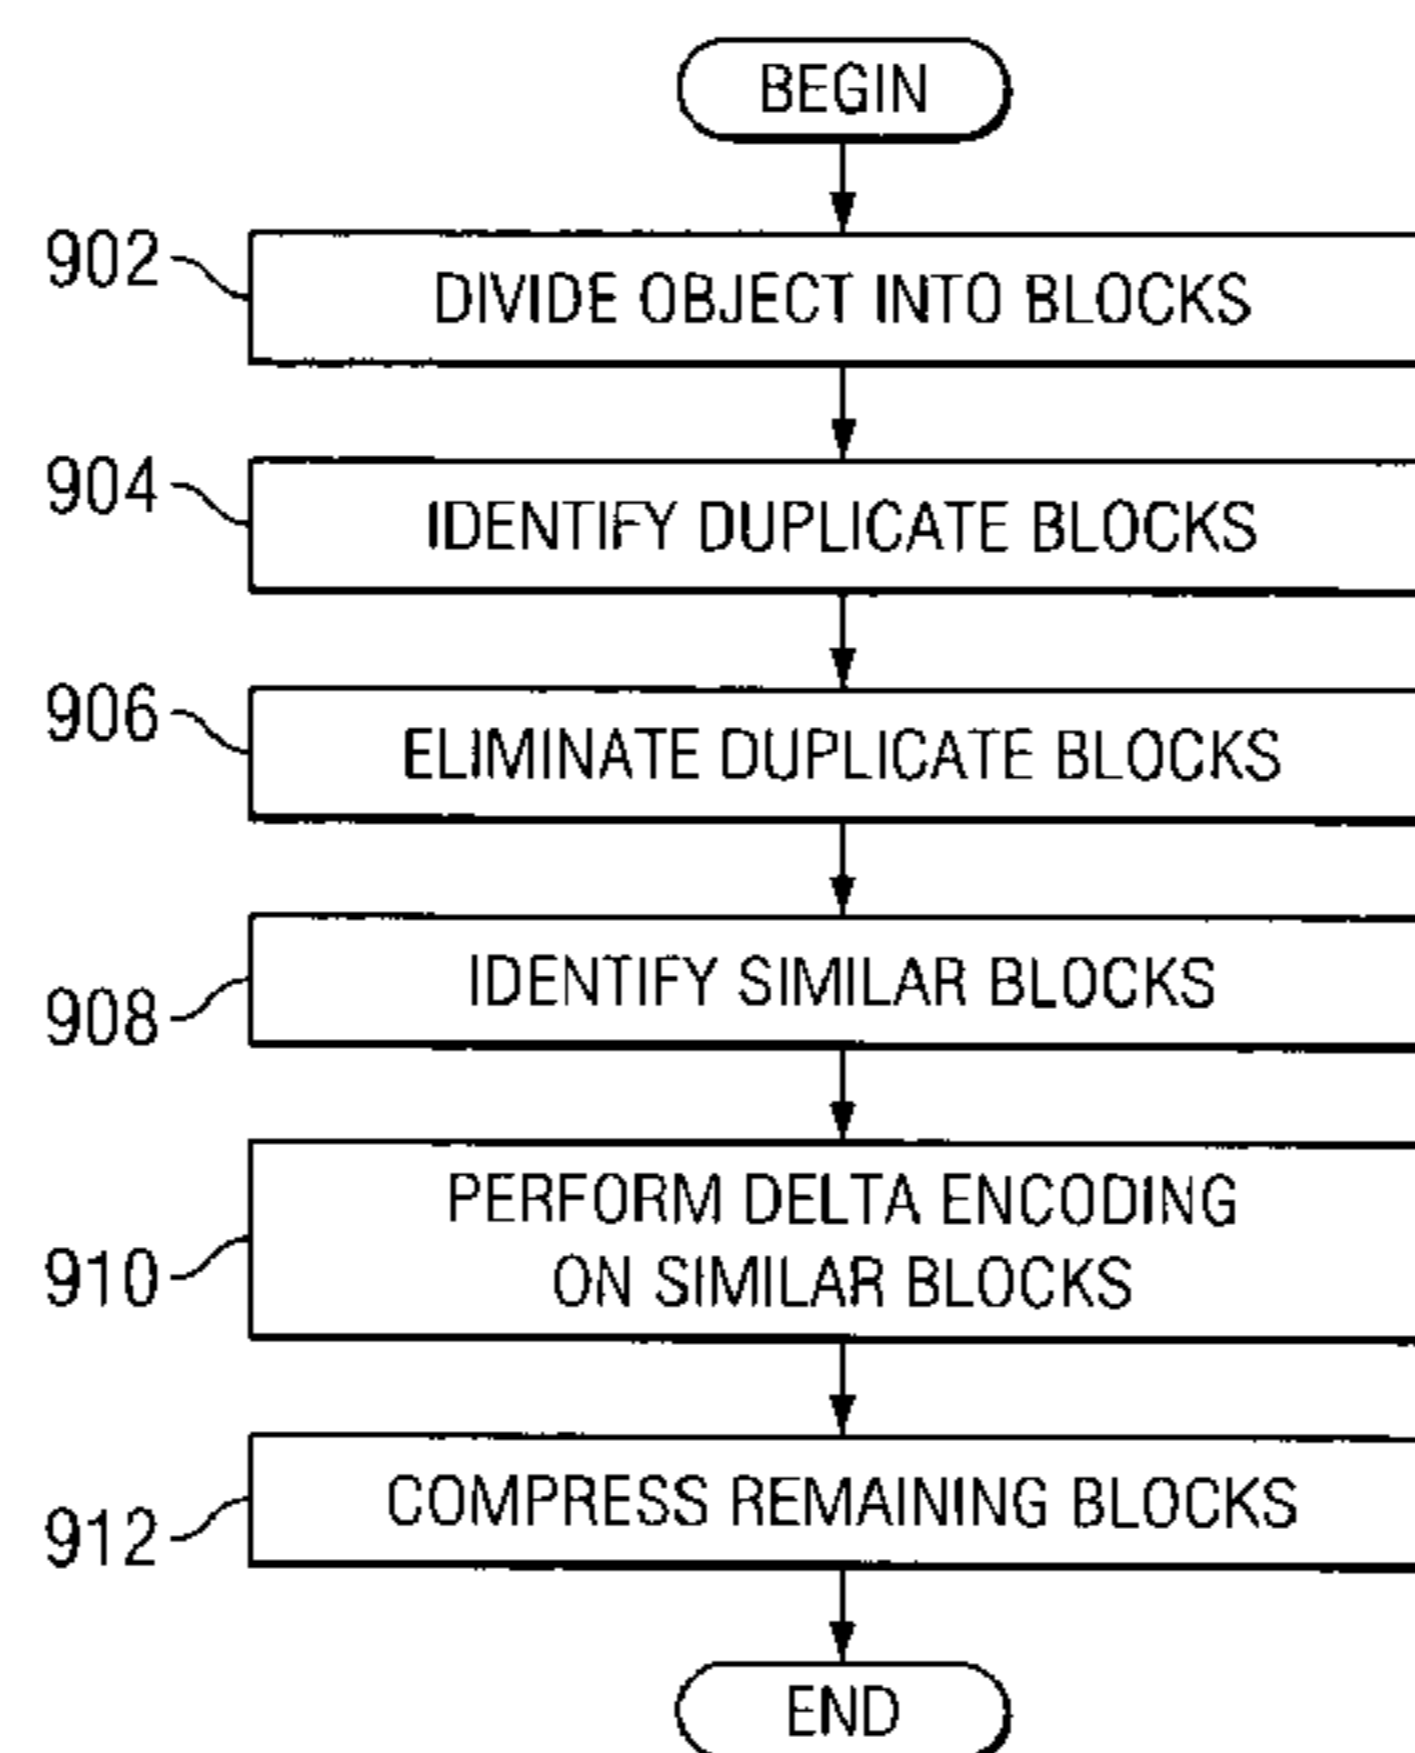 BEGIN
902
DIVIDE OBJECT INTO BLOCKS
904
IDENTIFY DUPLICATE BLOCKS
906
ELIMINATE DUPLICATE BLOCKS
908
IDENTIFY SIMILAR BLOCKS
910
PERFORM DELTA ENCODING
ON SIMILAR BLOCKS
912
COMPRESS REMAINING BLOCKS
END